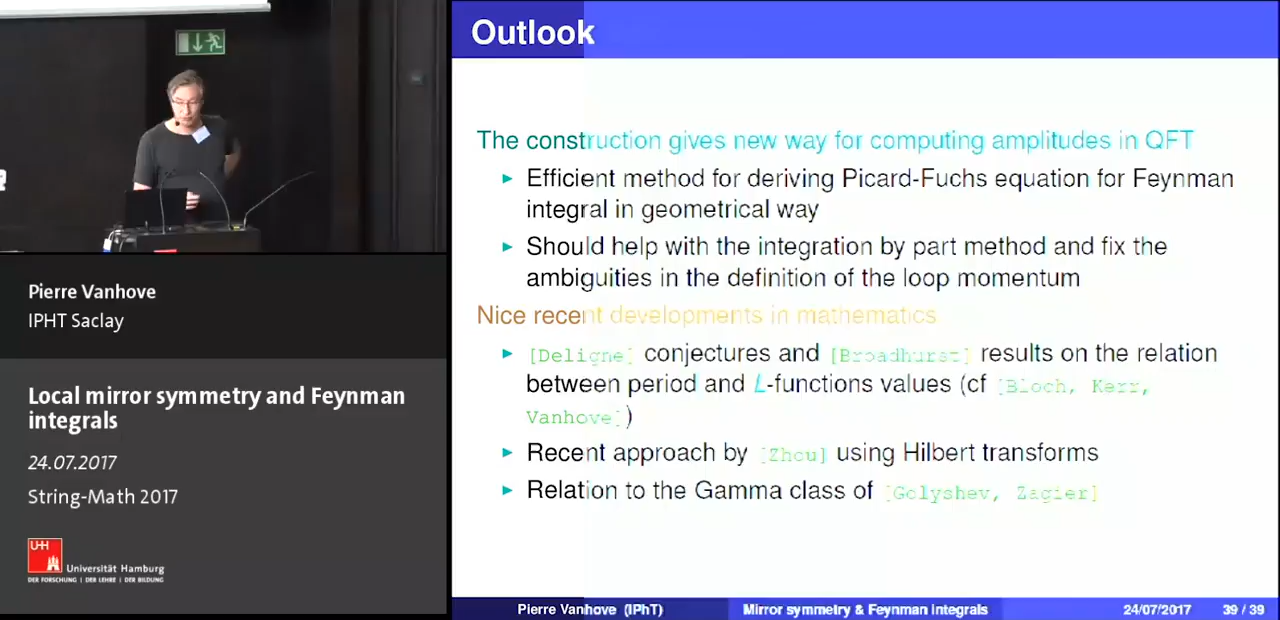 Pierre Vanhove
IPHT Saclay
Local mirror symmetry and Feynman
integrals
24.07.2017
String-Math 2017
UHH
Universität Hamburg
DER FORSCHUNG | DER LEHRE | DER BILDUNG
Outlook
The construction gives new way for computing amplitudes in QFT
Efficient method for deriving Picard-Fuchs equation for Feynman
integral in geometrical way
Should help with the integration by part method and fix the
ambiguities in the definition of the loop momentum
Nice recent developments in mathematics
[Deligne] conjectures and [Broadhurst] results on the relation
between period and L-functions values (cf [Bloch, Kerr,
Vanhove])
Recent approach by [Zhou] using Hilbert transforms
Relation to the Gamma class of [Golyshev, Zagier]
Pierre Vanhove (IPhT) Mirror symmetry & Feynman integrals 24/07/2017 39 / 39